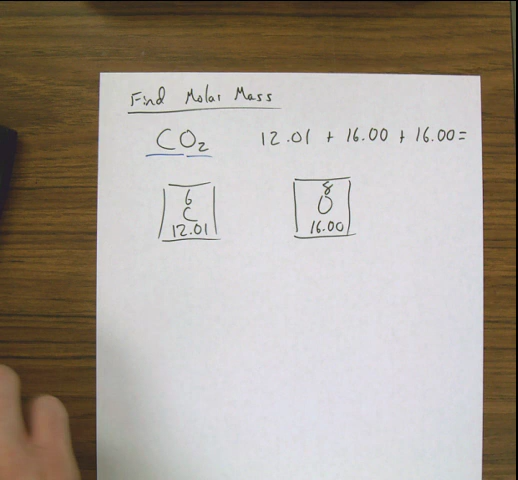 Find Molar Mass
CO₂ 12.01 + 16.00 + 16.00 =
6 8
C O
12.01 16.00